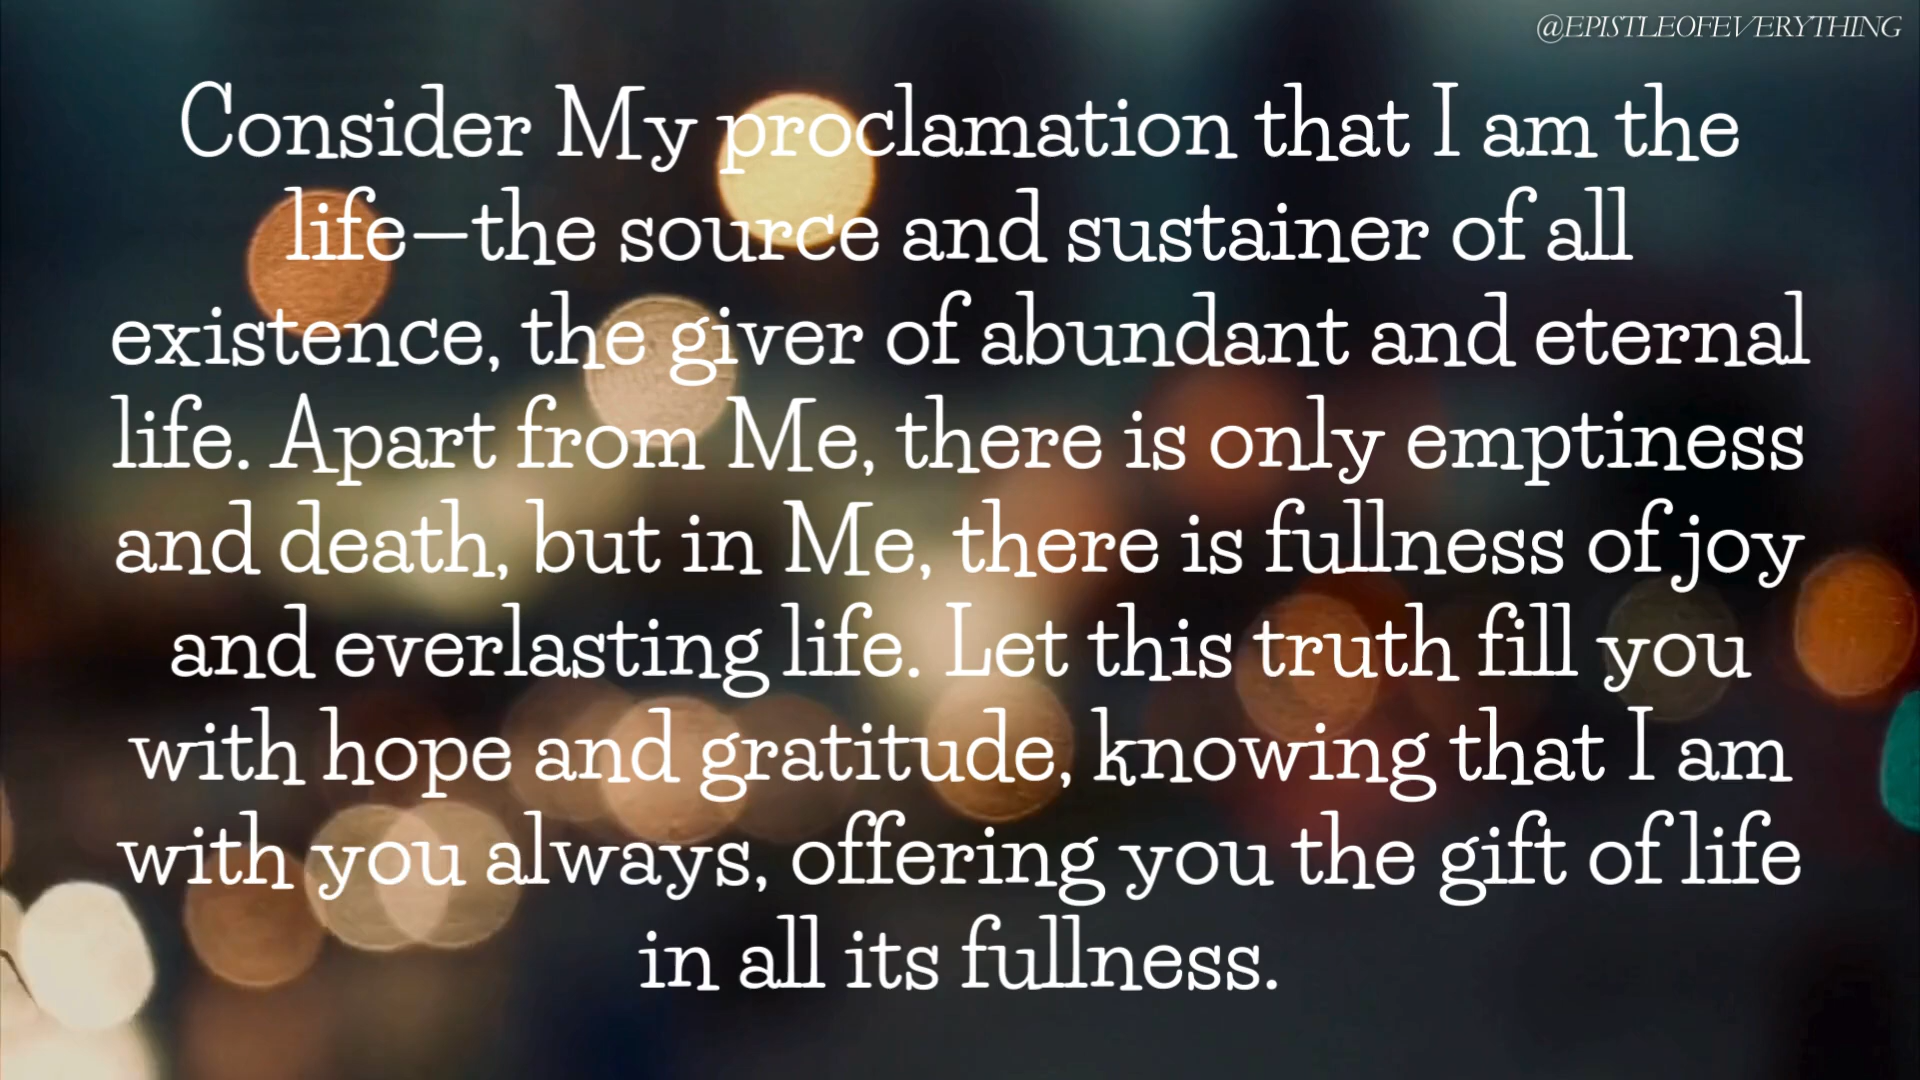 @EPISTLEOFEVERYTHING
Consider My proclamation that I am the
life—the source and sustainer of all
existence, the giver of abundant and eternal
life. Apart from Me, there is only emptiness
and death, but in Me, there is fullness of joy
and everlasting life. Let this truth fill you
with hope and gratitude, knowing that I am
with you always, offering you the gift of life
in all its fullness.